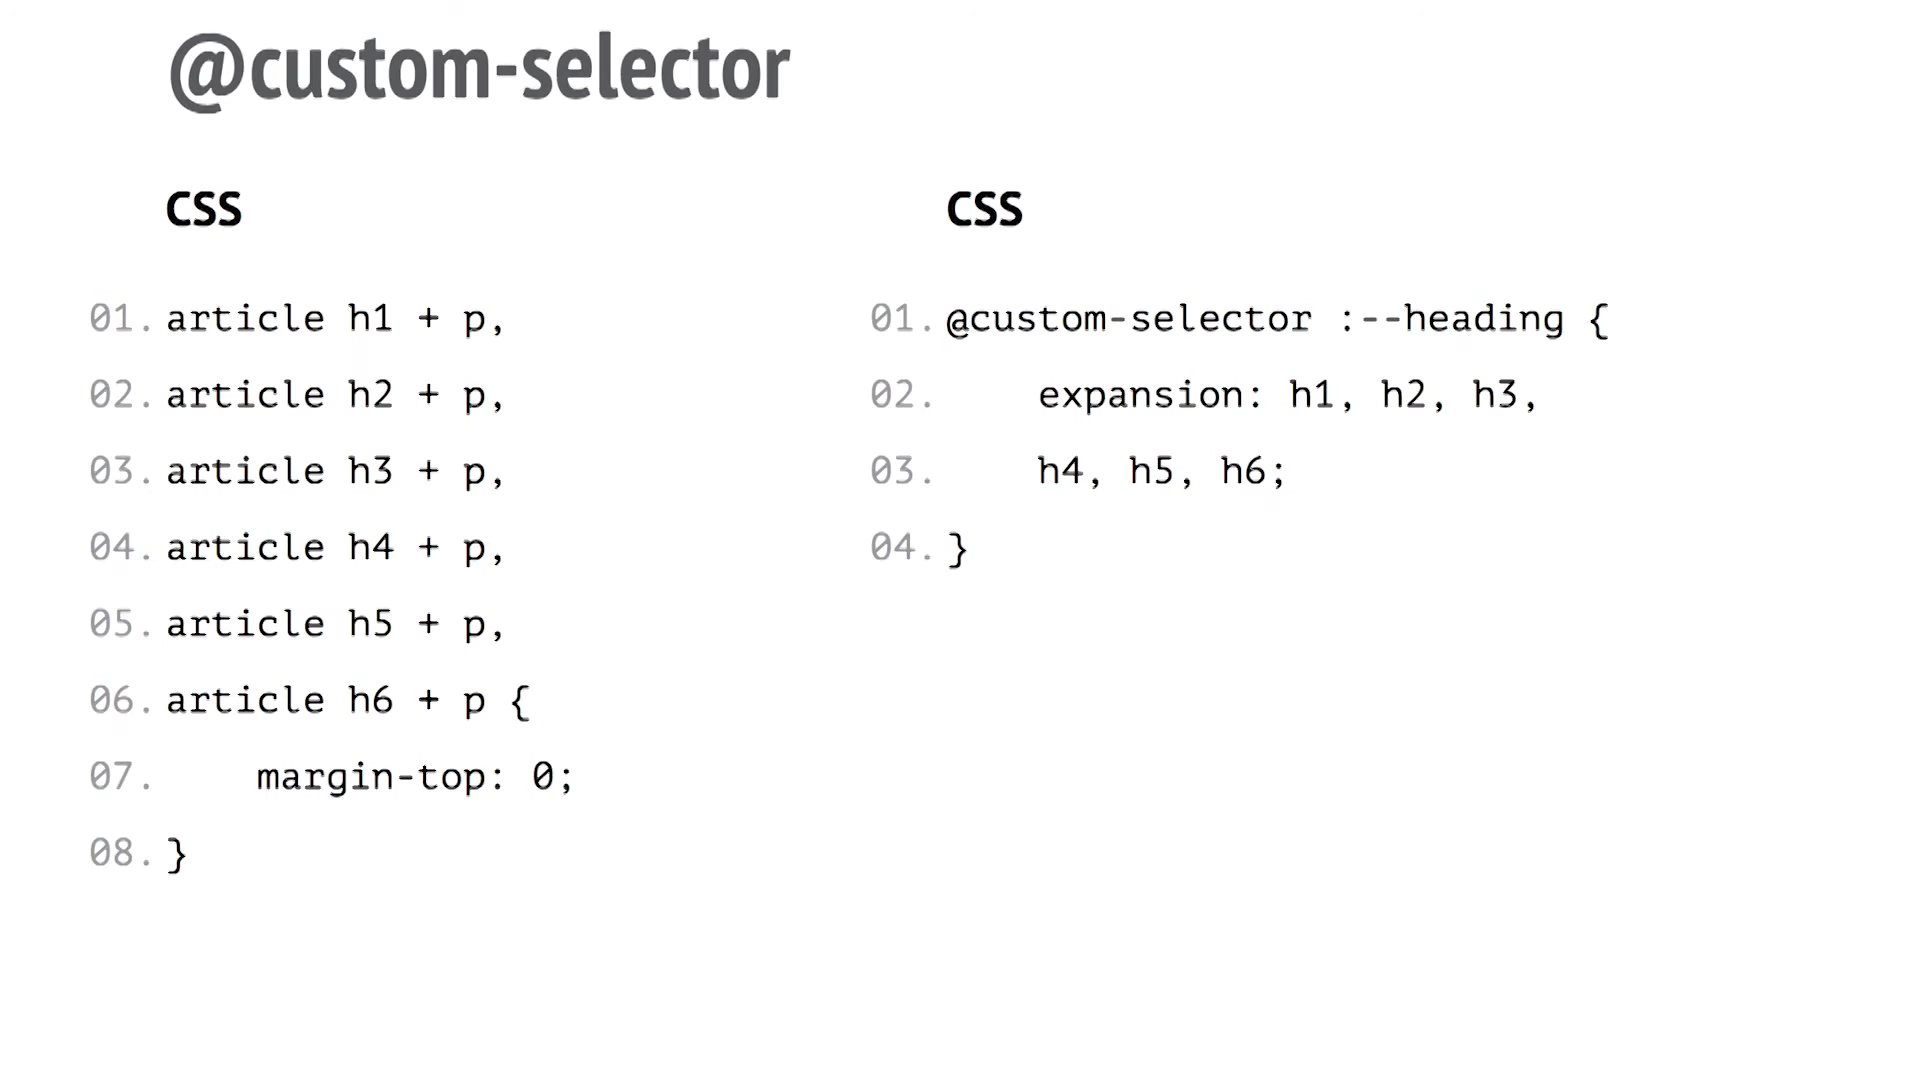 @custom-selector
CSS
01. article h1 + p,
02. article h2 + p,
03. article h3 + p,
04. article h4 + p,
05. article h5 + p,
06. article h6 + p {
07. margin-top: 0;
08. }
CSS
01. @custom-selector :--heading {
02. expansion: h1, h2, h3,
03. h4, h5, h6;
04. }